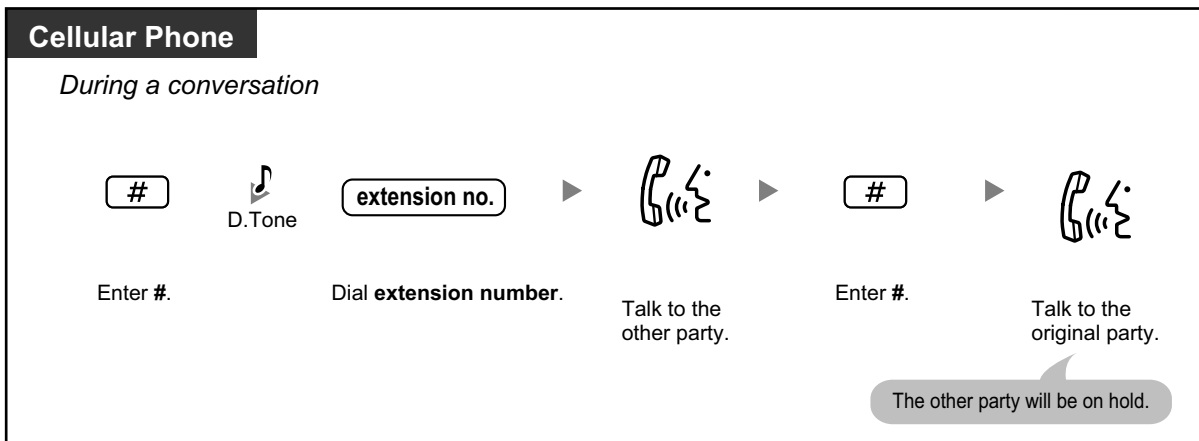 Cellular Phone
During a conversation
#
D.Tone
extension no.
#
Enter #.
Dial extension number.
Talk to the
other party.
Enter #.
Talk to the
original party.
The other party will be on hold.